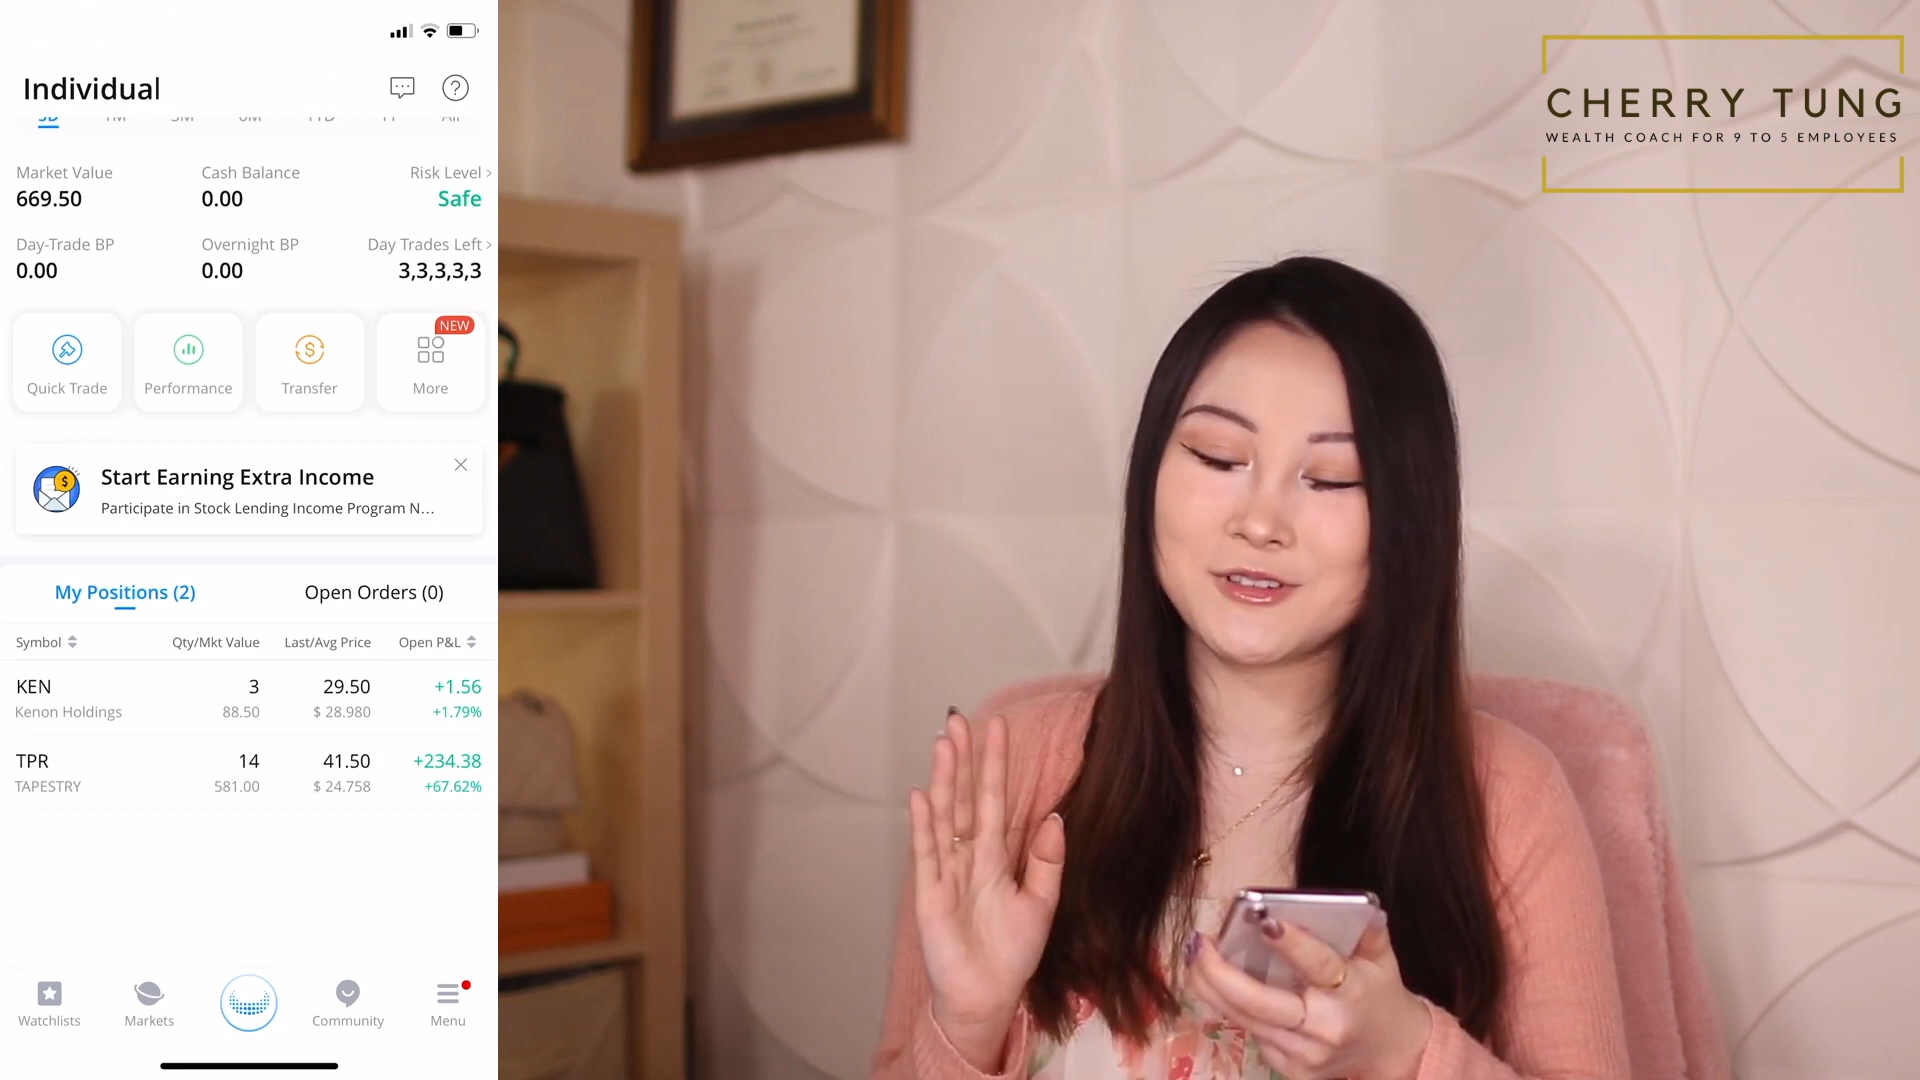 Individual
Market Value
Cash Balance
Risk Level >
669.50
0.00
Safe
Day-Trade BP
Overnight BP
Day Trades Left >
0.00
0.00
3,3,3,3,3
NEW
Quick Trade
Performance
Transfer
More
Start Earning Extra Income
Participate in Stock Lending Income Program N...
My Positions (2)
Open Orders (0)
Symbol
Qty/Mkt Value
Last/Avg Price
Open P&L
KEN
3
29.50
+1.56
Kenon Holdings
88.50
$ 28.980
+1.79%
TPR
14
41.50
+234.38
TAPESTRY
581.00
$ 24.758
+67.62%
Watchlists
Markets
Community
Menu
CHERRY TUNG
WEALTH COACH FOR 9 TO 5 EMPLOYEES